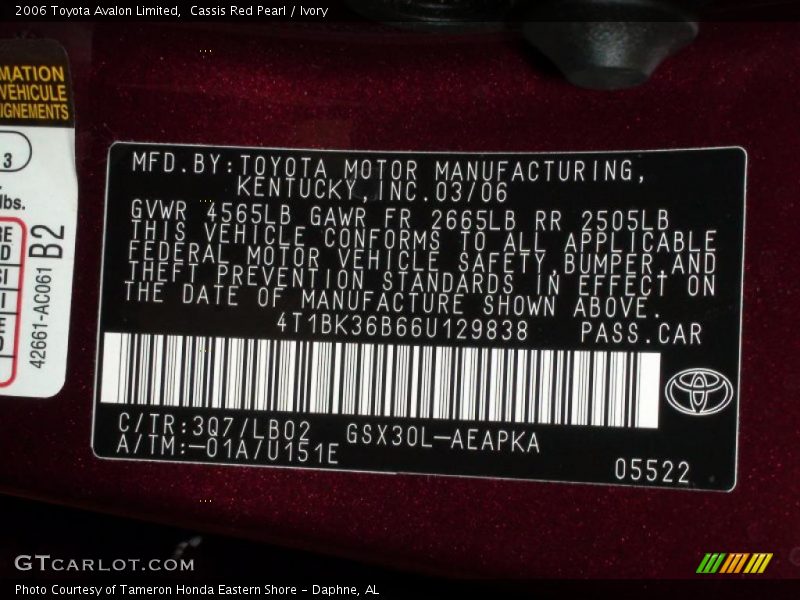 2006 Toyota Avalon Limited,  Cassis Red Pearl / Ivory
MATION
VÉHICULE
IGNEMENTS
3
lbs.
42661-AC061
B2
MFD.BY:TOYOTA MOTOR MANUFACTURING,
KENTUCKY,INC.03/06
GVWR 4565LB GAWR FR 2665LB RR 2505LB
THIS VEHICLE CONFORMS TO ALL APPLICABLE
FEDERAL MOTOR VEHICLE SAFETY,BUMPER,AND
THEFT PREVENTION STANDARDS IN EFFECT ON
THE DATE OF MANUFACTURE SHOWN ABOVE.
4T1BK36B66U129838 PASS.CAR
C/TR:3Q7/LB02 GSX30L-AEAPKA
A/TM:-01A/U151E
05522
GTCARLOT.COM
Photo Courtesy of Tameron Honda Eastern Shore - Daphne, AL